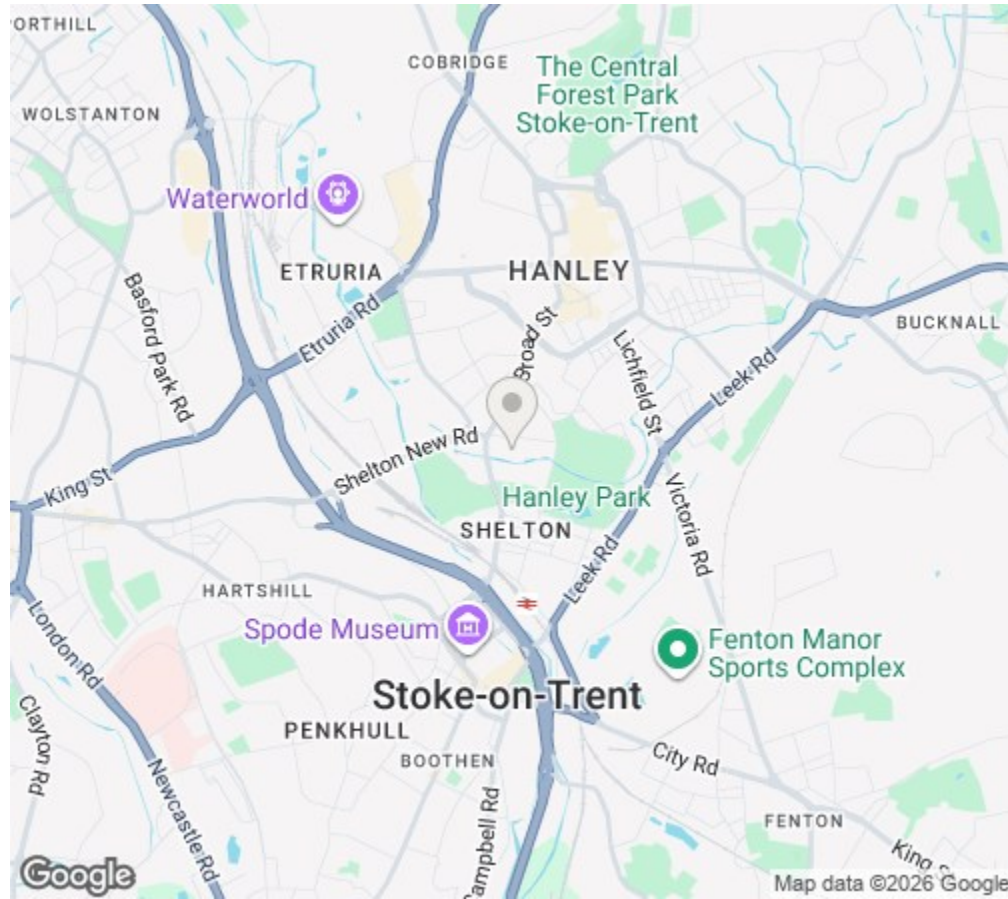 ORTHILL
COBRIDGE
The Central
Forest Park
Stoke-on-Trent
WOLSTANTON
Waterworld
ETRURIA
HANLEY
Basford Park Rd
Etruria Rd
Broad St
Lichfield St
Leek Rd
BUCKNALL
King St
Shelton New Rd
Hanley Park
Victoria Rd
SHELTON
Leek Rd
HARTSHILL
London Rd
Spode Museum
Fenton Manor
Sports Complex
Stoke-on-Trent
Clayton Rd
PENKHULL
BOOTHEN
City Rd
Newcastle Rd
Campbell Rd
FENTON
King St
Google
Map data ©2026 Google